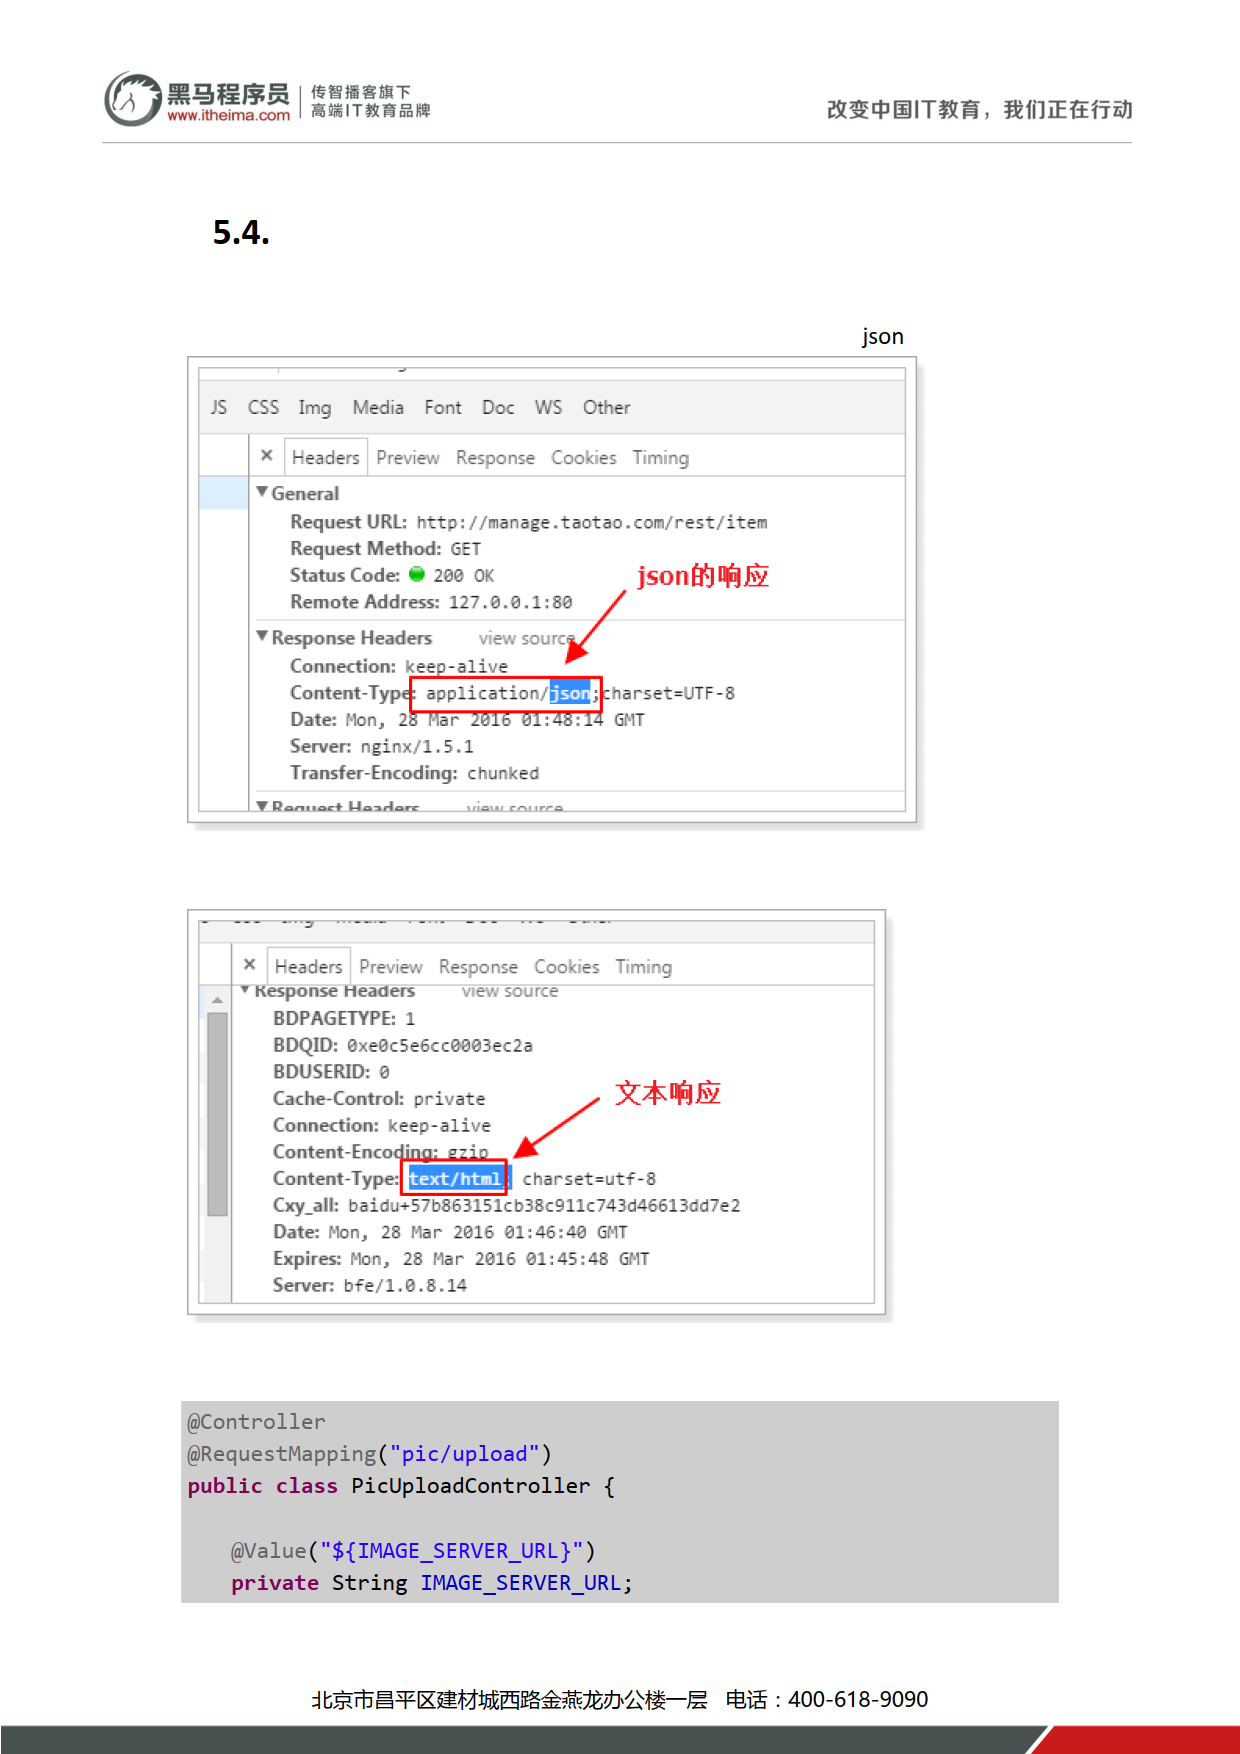 黑马程序员
www.itheima.com
传智播客旗下
高端IT教育品牌
改变中国IT教育，我们正在行动
5.4.
json
JS CSS Img Media Font Doc WS Other
× Headers Preview Response Cookies Timing
▼General
Request URL: http://manage.taotao.com/rest/item
Request Method: GET
Status Code: 200 OK
Remote Address: 127.0.0.1:80
json的响应
▼Response Headers view source
Connection: keep-alive
Content-Type: application/json;charset=UTF-8
Date: Mon, 28 Mar 2016 01:48:14 GMT
Server: nginx/1.5.1
Transfer-Encoding: chunked
▼Request Headers view source
× Headers Preview Response Cookies Timing
▼Response Headers view source
BDPAGETYPE: 1
BDQID: 0xe0c5e6cc0003ec2a
BDUSERID: 0
Cache-Control: private
文本响应
Connection: keep-alive
Content-Encoding: gzip
Content-Type: text/html; charset=utf-8
Cxy_all: baidu+57b863151cb38c911c743d46613dd7e2
Date: Mon, 28 Mar 2016 01:46:40 GMT
Expires: Mon, 28 Mar 2016 01:45:48 GMT
Server: bfe/1.0.8.14
@Controller
@RequestMapping("pic/upload")
public class PicUploadController {
@Value("${IMAGE_SERVER_URL}")
private String IMAGE_SERVER_URL;
北京市昌平区建材城西路金燕龙办公楼一层 电话：400-618-9090